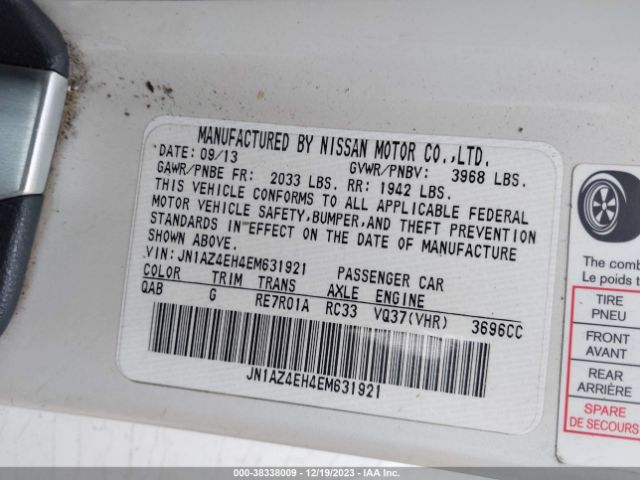 MANUFACTURED BY NISSAN MOTOR CO.,LTD.
DATE: 09/13 GVWR/PNBV: 3968 LBS.
GAWR/PNBE FR: 2033 LBS. RR: 1942 LBS.
THIS VEHICLE CONFORMS TO ALL APPLICABLE FEDERAL
MOTOR VEHICLE SAFETY,BUMPER,AND THEFT PREVENTION
STANDARDS IN EFFECT ON THE DATE OF MANUFACTURE
SHOWN ABOVE.
VIN:JN1AZ4EH4EM631921 PASSENGER CAR
COLOR TRIM TRANS AXLE ENGINE
QAB G RE7R01A RC33 VQ37(VHR) 3696CC
JN1AZ4EH4EM631921
The comb
Le poids t
TIRE
PNEU
FRONT
AVANT
REAR
ARRIÈRE
SPARE
DE SECOURS
000-38338009 - 12/19/2023 - IAA Inc.